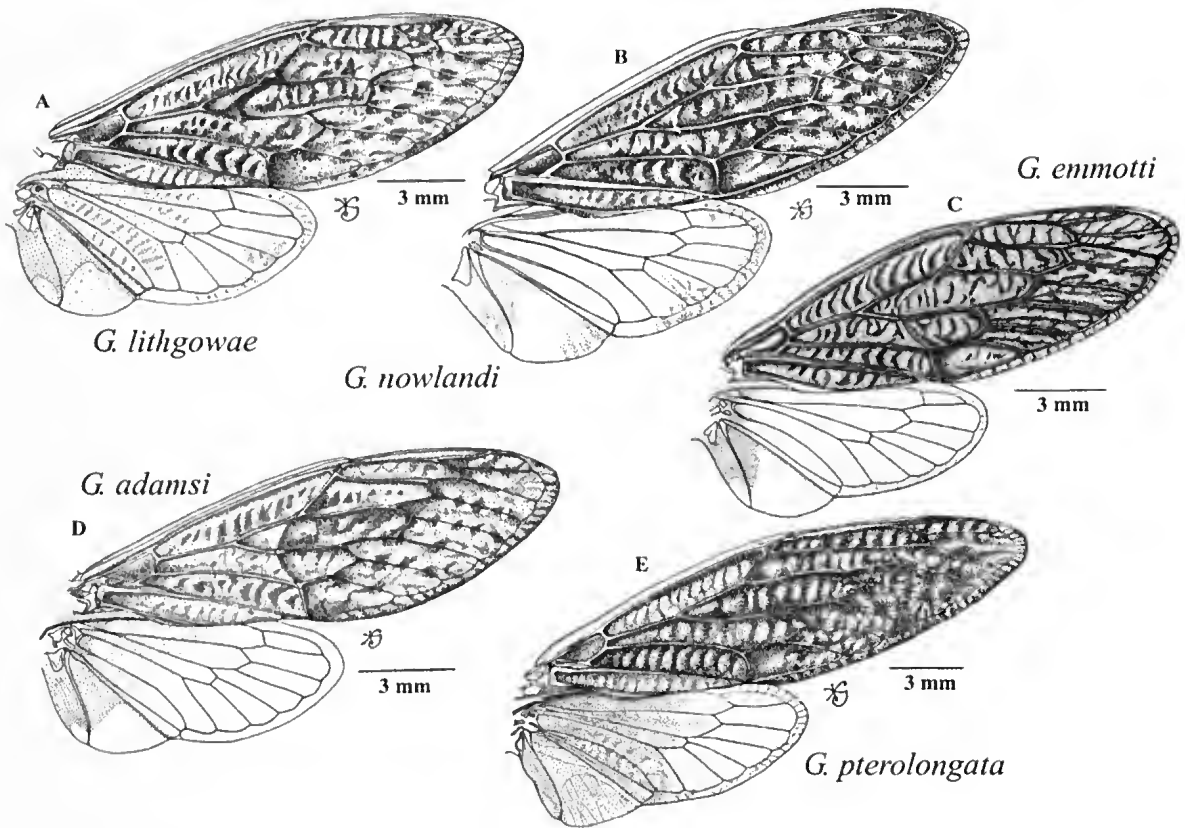 A
B
3 mm
3 mm
G. emmotti
C
G. lithgowae
G. nowlandi
3 mm
G. adamsi
D
E
3 mm
3 mm
G. pterolongata